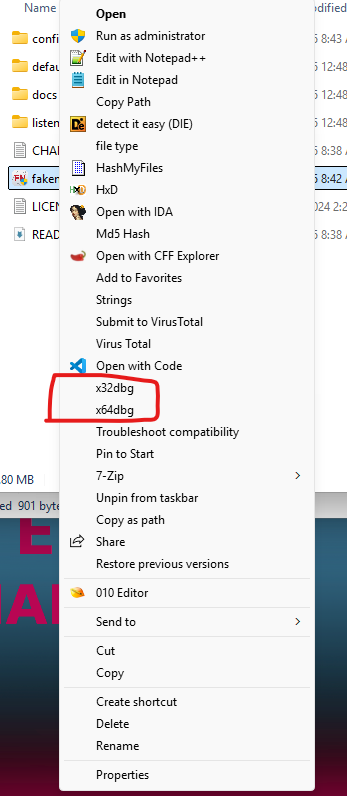 Name
Open
odified
confi
Run as administrator
5 8:43 A
defau
Edit with Notepad++
5 12:48
docs
Edit in Notepad
5 12:48
Copy Path
listen
detect it easy (DIE)
5 12:48
CHA
file type
5 8:38 A
faker
HashMyFiles
5 8:42 A
LICEN
HxD
024 2:2
Open with IDA
READ
Md5 Hash
5 8:38 A
Open with CFF Explorer
Add to Favorites
Strings
Submit to VirusTotal
Virus Total
Open with Code
x32dbg
x64dbg
Troubleshoot compatibility
Pin to Start
.80 MB
7-Zip
Unpin from taskbar
ed 901 byte
Copy as path
E
Share
Restore previous versions
010 Editor
Send to
Cut
Copy
Create shortcut
Delete
Rename
Properties